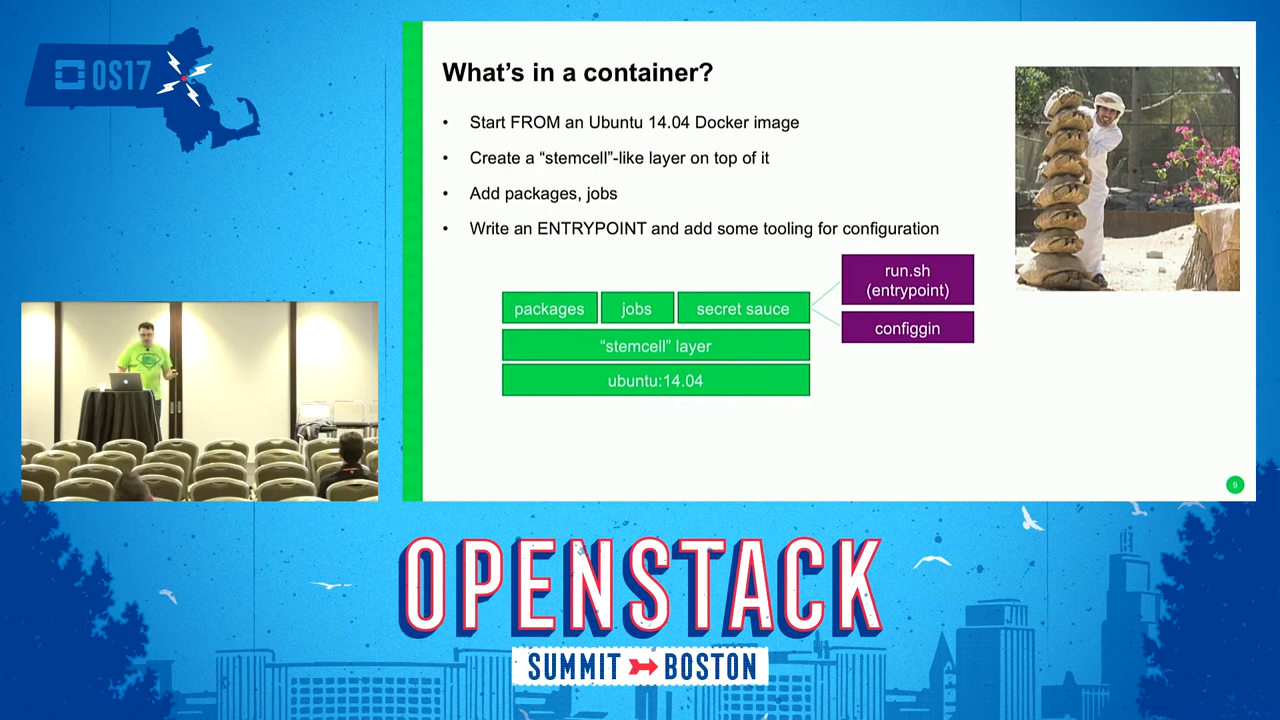 OS17
What's in a container?
• Start FROM an Ubuntu 14.04 Docker image
• Create a “stemcell”-like layer on top of it
• Add packages, jobs
• Write an ENTRYPOINT and add some tooling for configuration
run.sh
(entrypoint)
packages
jobs
secret sauce
configgin
“stemcell” layer
ubuntu:14.04
9
OPENSTACK
SUMMIT BOSTON